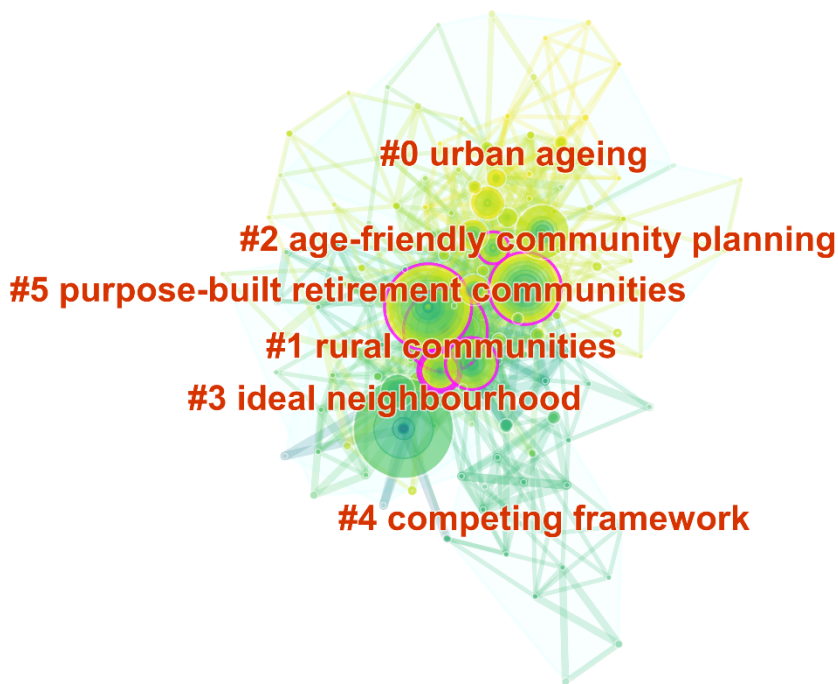 #0 urban ageing
#2 age-friendly community planning
#5 purpose-built retirement communities
#1 rural communities
#3 ideal neighbourhood
#4 competing framework